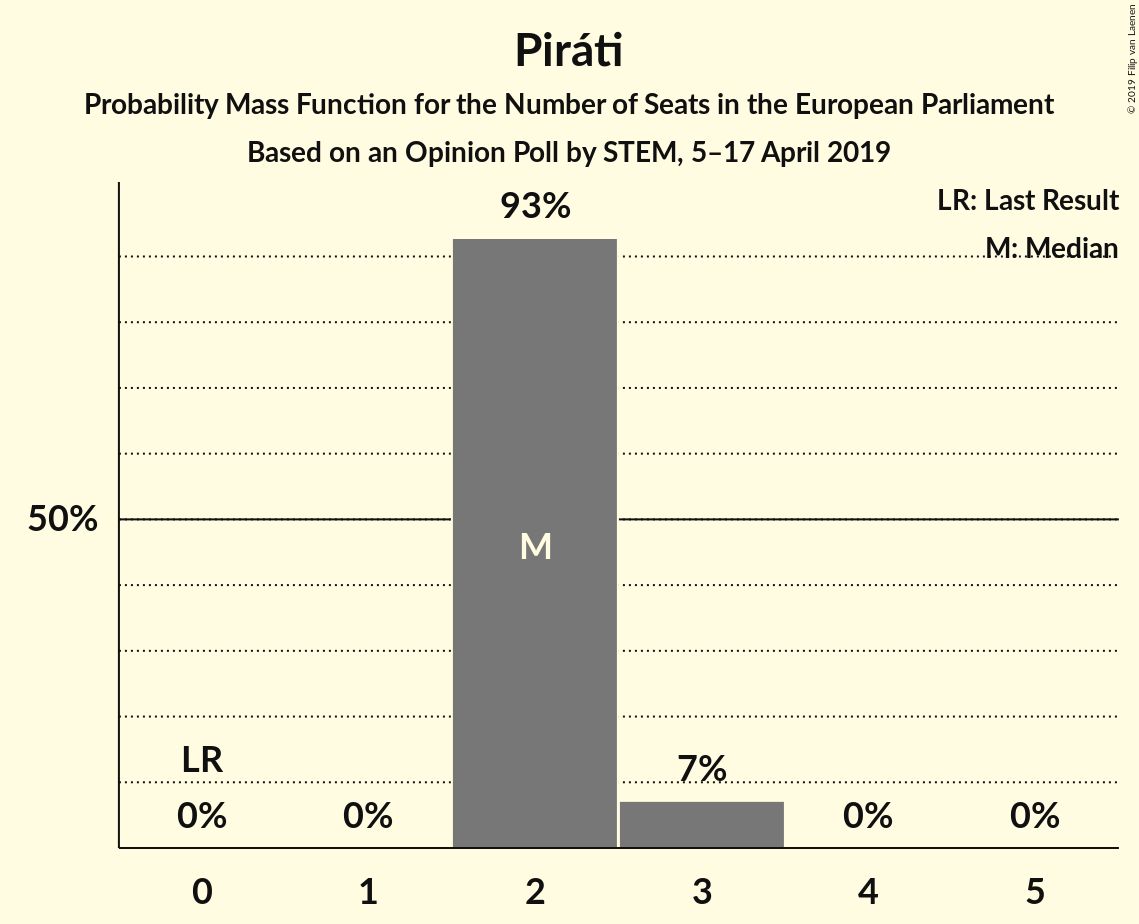 Piráti
Probability Mass Function for the Number of Seats in the European Parliament
Based on an Opinion Poll by STEM, 5–17 April 2019
© 2019 Filip van Laenen
LR: Last Result
M: Median
93%
50%
M
LR
7%
0%
0%
0%
0%
0
1
2
3
4
5